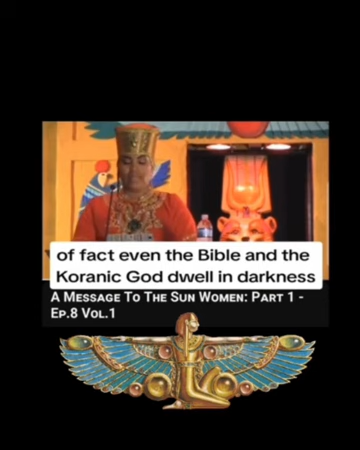 of fact even the Bible and the
Koranic God dwell in darkness
A Message To The Sun Women: Part 1 -
Ep.8 Vol.1